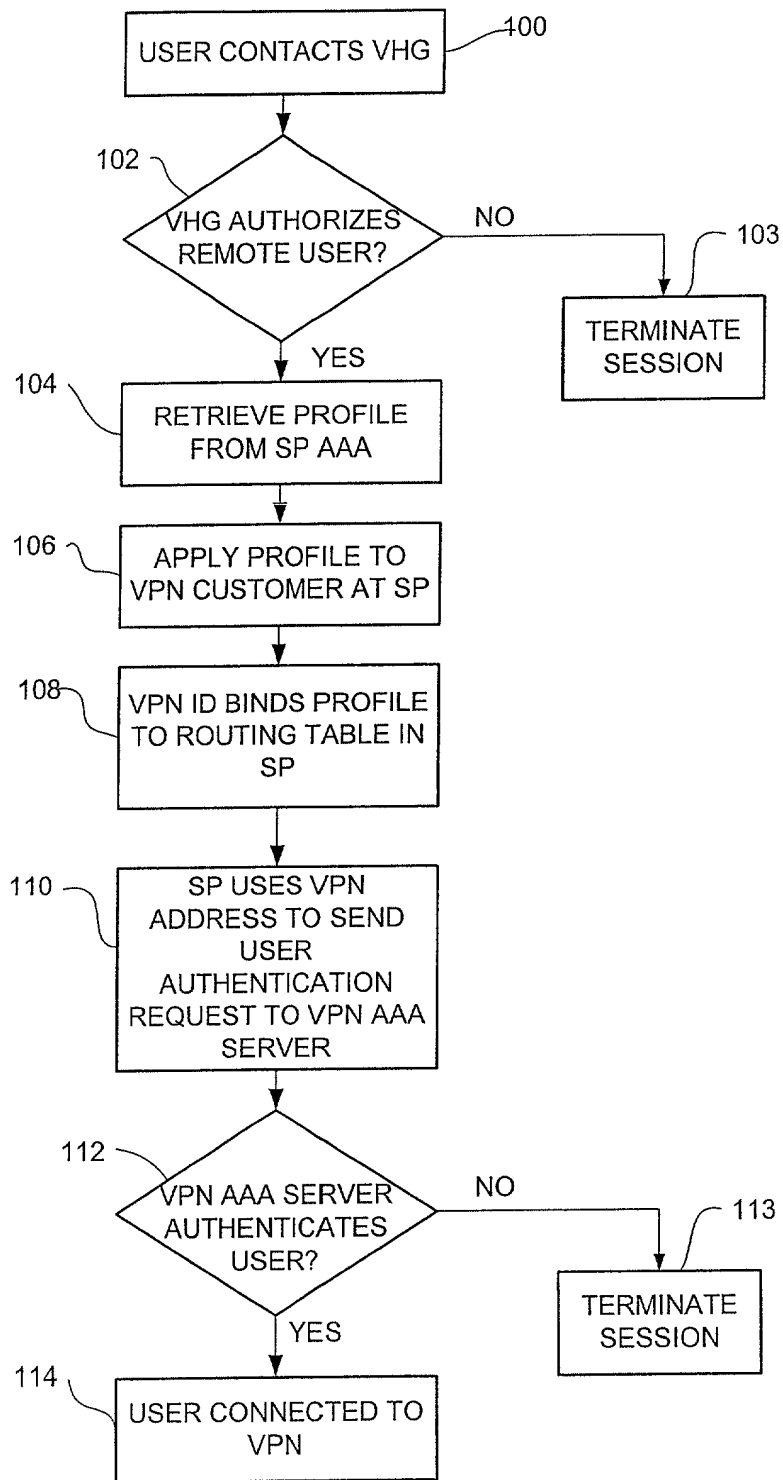 100
USER CONTACTS VHG
102
VHG AUTHORIZES
REMOTE USER?
NO
103
TERMINATE
SESSION
YES
104
RETRIEVE PROFILE
FROM SP AAA
106
APPLY PROFILE TO
VPN CUSTOMER AT SP
108
VPN ID BINDS PROFILE
TO ROUTING TABLE IN
SP
110
SP USES VPN
ADDRESS TO SEND
USER
AUTHENTICATION
REQUEST TO VPN AAA
SERVER
112
VPN AAA SERVER
AUTHENTICATES
USER?
NO
113
TERMINATE
SESSION
YES
114
USER CONNECTED TO
VPN